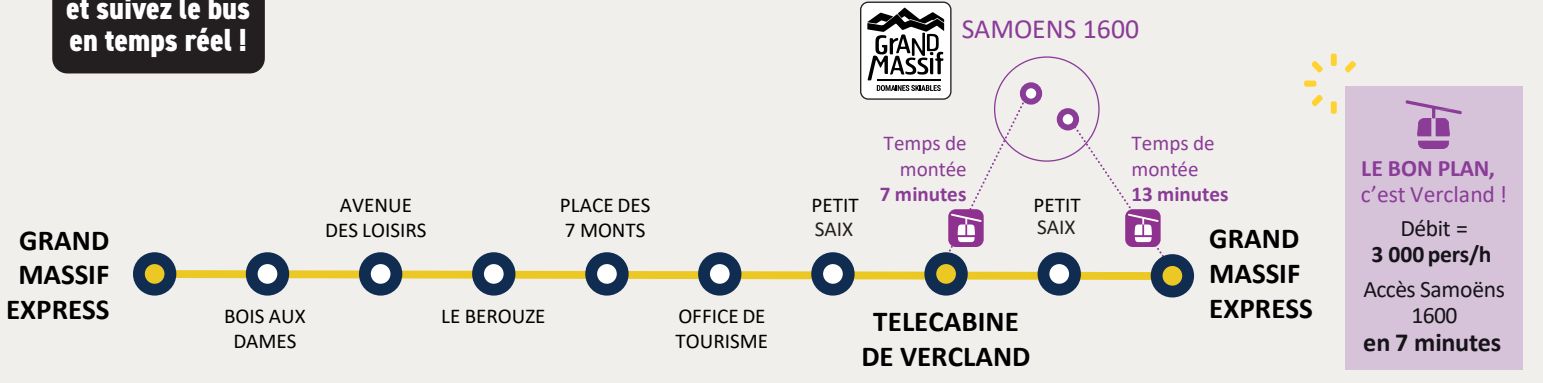 et suivez le bus
en temps réel !
GrAND
MASSif
DOMAINES SKIABLES
SAMOENS 1600
Temps de
montée
7 minutes
Temps de
montée
13 minutes
GRAND
MASSIF
EXPRESS
BOIS AUX
DAMES
AVENUE
DES LOISIRS
LE BEROUZE
PLACE DES
7 MONTS
OFFICE DE
TOURISME
PETIT
SAIX
TELECABINE
DE VERCLAND
PETIT
SAIX
GRAND
MASSIF
EXPRESS
LE BON PLAN,
c’est Vercland !
Débit =
3 000 pers/h
Accès Samoëns
1600
en 7 minutes